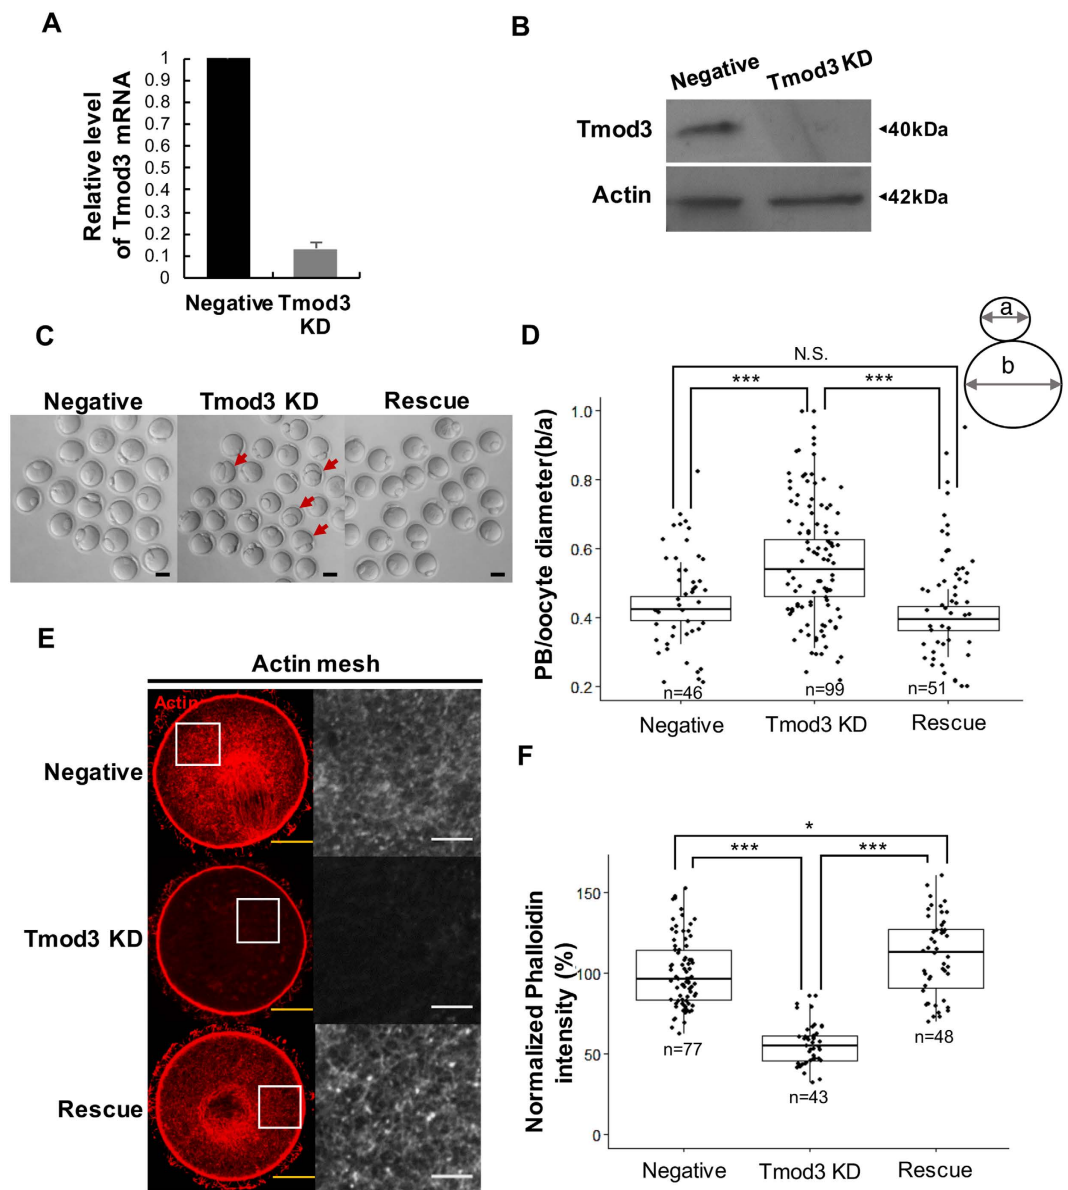 A
Relative level
of Tmod3 mRNA
1
0.9
0.8
0.7
0.6
0.5
0.4
0.3
0.2
0.1
0
Negative Tmod3
KD
B
Negative Tmod3 KD
Tmod3 ◄40kDa
Actin ◄42kDa
C
Negative Tmod3 KD Rescue
D
a
b
N.S.
*** ***
PB/oocyte diameter(b/a)
1.0
0.8
0.6
0.4
0.2
n=46 n=99 n=51
Negative Tmod3 KD Rescue
E
Actin mesh
Actin
Negative
Tmod3 KD
Rescue
F
*
*** ***
Normalized Phalloidin
intensity (%)
150
100
50
0
n=77
n=43
n=48
Negative Tmod3 KD Rescue